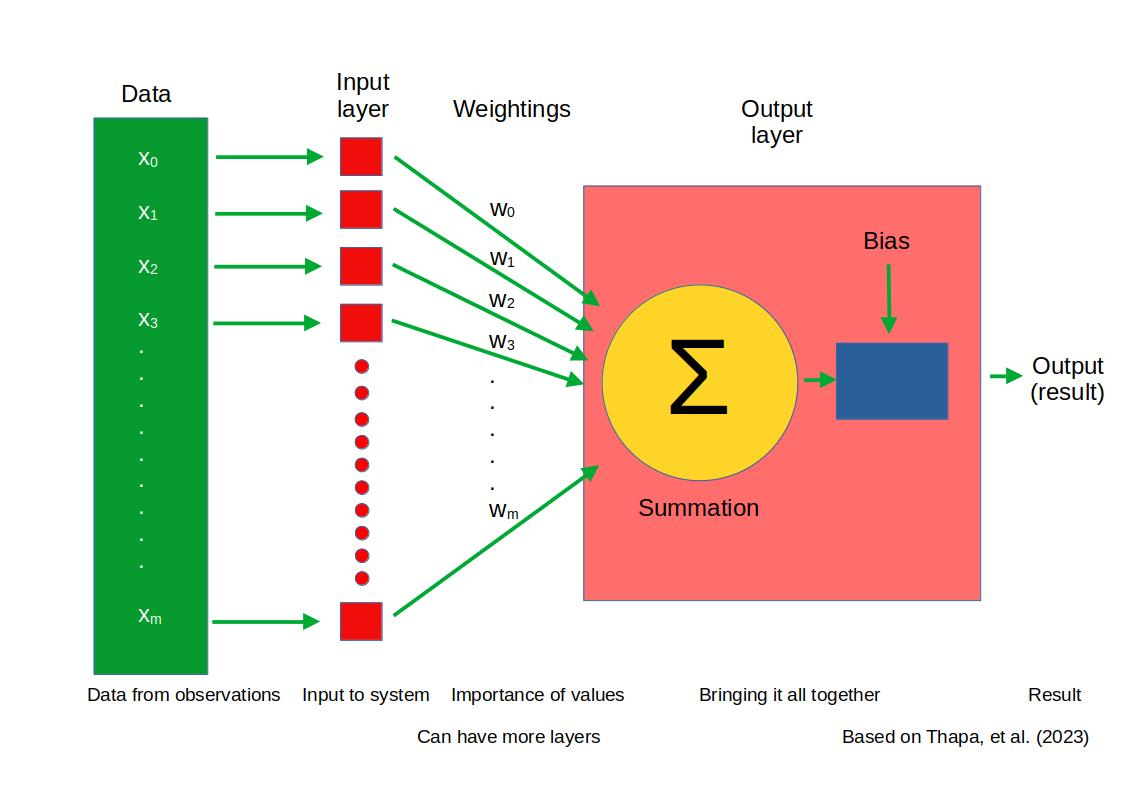 Data
Input
layer
Weightings
Output
layer
x₀
x₁
x₂
x₃
.
.
.
.
.
.
.
.
.
xₘ
w₀
w₁
w₂
w₃
.
.
.
.
.
wₘ
Bias
Σ
Summation
Output
(result)
Data from observations
Input to system
Importance of values
Bringing it all together
Result
Can have more layers
Based on Thapa, et al. (2023)